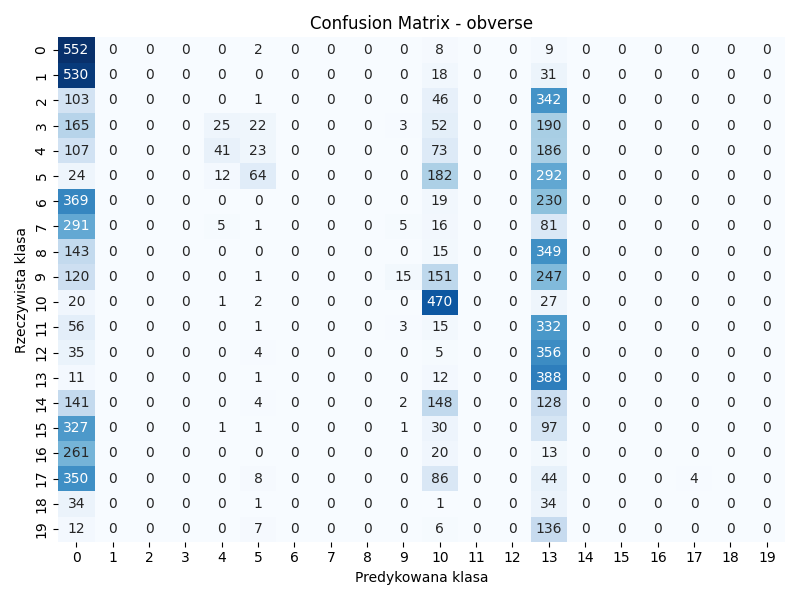 Confusion Matrix - obverse
Rzeczywista klasa
0 552 0 0 0 0 2 0 0 0 0 8 0 0 9 0 0 0 0 0 0
1 530 0 0 0 0 0 0 0 0 0 18 0 0 31 0 0 0 0 0 0
2 103 0 0 0 0 1 0 0 0 0 46 0 0 342 0 0 0 0 0 0
3 165 0 0 0 25 22 0 0 0 3 52 0 0 190 0 0 0 0 0 0
4 107 0 0 0 41 23 0 0 0 0 73 0 0 186 0 0 0 0 0 0
5 24 0 0 0 12 64 0 0 0 0 182 0 0 292 0 0 0 0 0 0
6 369 0 0 0 0 0 0 0 0 0 19 0 0 230 0 0 0 0 0 0
7 291 0 0 0 5 1 0 0 0 5 16 0 0 81 0 0 0 0 0 0
8 143 0 0 0 0 0 0 0 0 0 15 0 0 349 0 0 0 0 0 0
9 120 0 0 0 0 1 0 0 0 15 151 0 0 247 0 0 0 0 0 0
10 20 0 0 0 1 2 0 0 0 0 470 0 0 27 0 0 0 0 0 0
11 56 0 0 0 0 1 0 0 0 3 15 0 0 332 0 0 0 0 0 0
12 35 0 0 0 0 4 0 0 0 0 5 0 0 356 0 0 0 0 0 0
13 11 0 0 0 0 1 0 0 0 0 12 0 0 388 0 0 0 0 0 0
14 141 0 0 0 0 4 0 0 0 2 148 0 0 128 0 0 0 0 0 0
15 327 0 0 0 1 1 0 0 0 1 30 0 0 97 0 0 0 0 0 0
16 261 0 0 0 0 0 0 0 0 0 20 0 0 13 0 0 0 0 0 0
17 350 0 0 0 0 8 0 0 0 0 86 0 0 44 0 0 0 4 0 0
18 34 0 0 0 0 1 0 0 0 0 1 0 0 34 0 0 0 0 0 0
19 12 0 0 0 0 7 0 0 0 0 6 0 0 136 0 0 0 0 0 0
0 1 2 3 4 5 6 7 8 9 10 11 12 13 14 15 16 17 18 19
Predykowana klasa